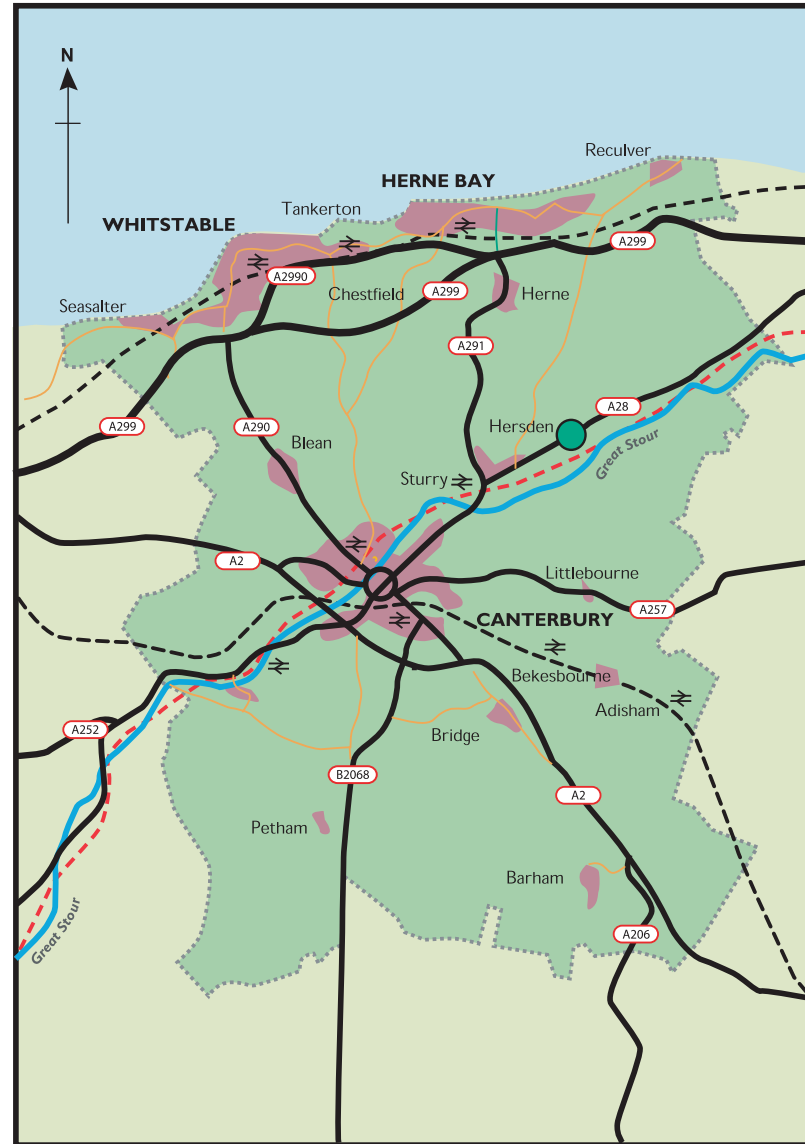 N
Reculver
HERNE BAY
WHITSTABLE
Tankerton
A299
A2990
Chestfield
A299
Herne
Seasalter
A291
A28
Hersden
A299
A290
Blean
Great Stour
Sturry
A2
Littlebourne
A257
CANTERBURY
Bekesbourne
Adisham
A252
Bridge
B2068
A2
Petham
Barham
A206
Great Stour